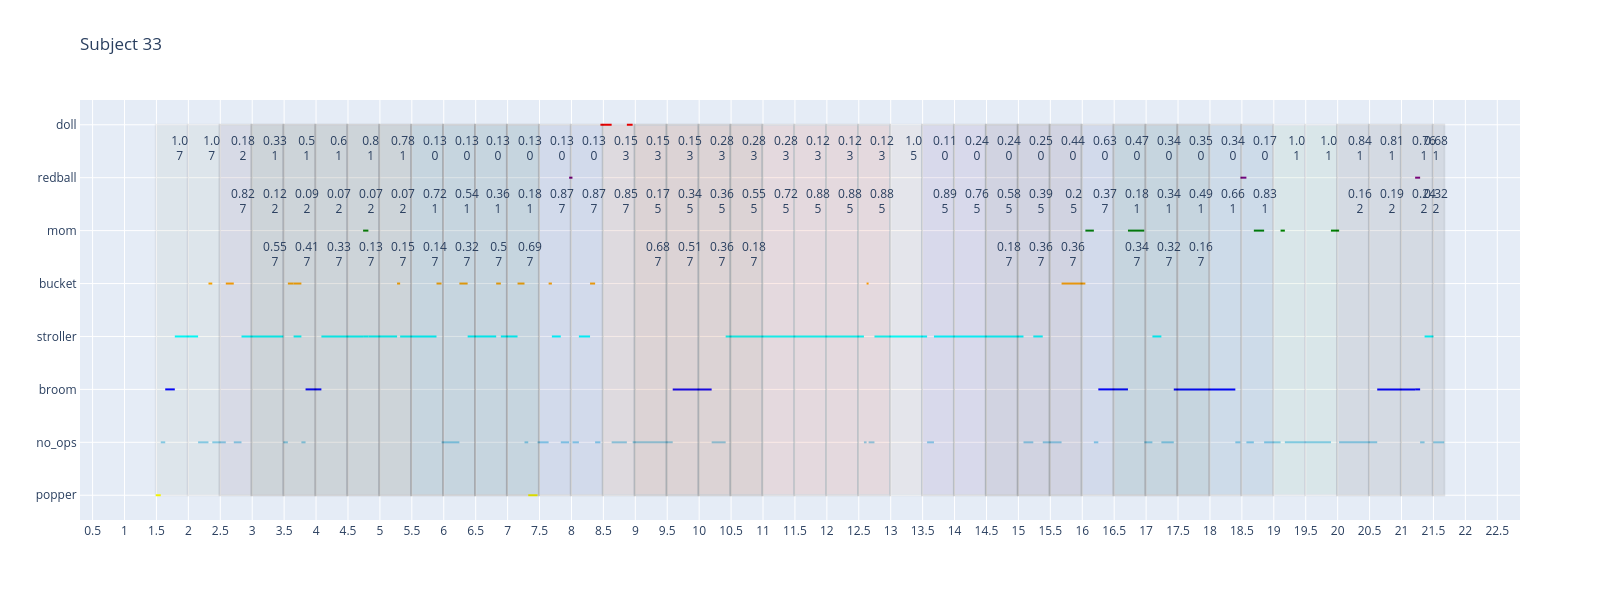 Subject 33
doll
1.0 1.0 0.18 0.33 0.5 0.6 0.8 0.78 0.13 0.13 0.13 0.13 0.13 0.13 0.15 0.15 0.15 0.28 0.28 0.28 0.12 0.12 0.12 1.0 0.11 0.24 0.24 0.25 0.44 0.63 0.47 0.34 0.35 0.34 0.17 1.0 1.0 0.84 0.81 0.76 0.68
7 7 2 1 1 1 1 1 0 0 0 0 0 0 3 3 3 3 3 3 3 3 3 5 0 0 0 0 0 0 0 0 0 0 0 1 1 1 1 1 1
redball
0.82 0.12 0.09 0.07 0.07 0.07 0.72 0.54 0.36 0.18 0.87 0.87 0.85 0.17 0.34 0.36 0.55 0.72 0.88 0.88 0.88 0.89 0.76 0.58 0.39 0.2 0.37 0.18 0.34 0.49 0.66 0.83 0.16 0.19 0.24 0.32
7 2 2 2 2 2 1 1 1 1 7 7 7 5 5 5 5 5 5 5 5 5 5 5 5 5 7 1 1 1 1 1 2 2 2 2
mom
0.55 0.41 0.33 0.13 0.15 0.14 0.32 0.5 0.69 0.68 0.51 0.36 0.18 0.18 0.36 0.36 0.34 0.32 0.16
7 7 7 7 7 7 7 7 7 7 7 7 7 7 7 7 7 7 7
bucket
stroller
broom
no_ops
popper
0.5 1 1.5 2 2.5 3 3.5 4 4.5 5 5.5 6 6.5 7 7.5 8 8.5 9 9.5 10 10.5 11 11.5 12 12.5 13 13.5 14 14.5 15 15.5 16 16.5 17 17.5 18 18.5 19 19.5 20 20.5 21 21.5 22 22.5